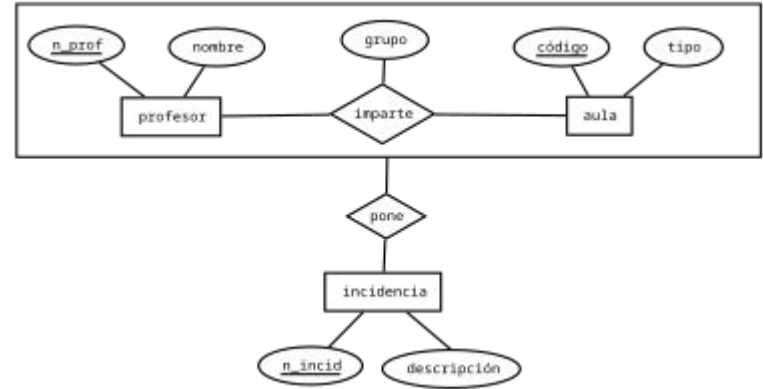 n_prof
nombre
grupo
código
tipo
profesor
imparte
aula
pone
incidencia
n_incid
descripción